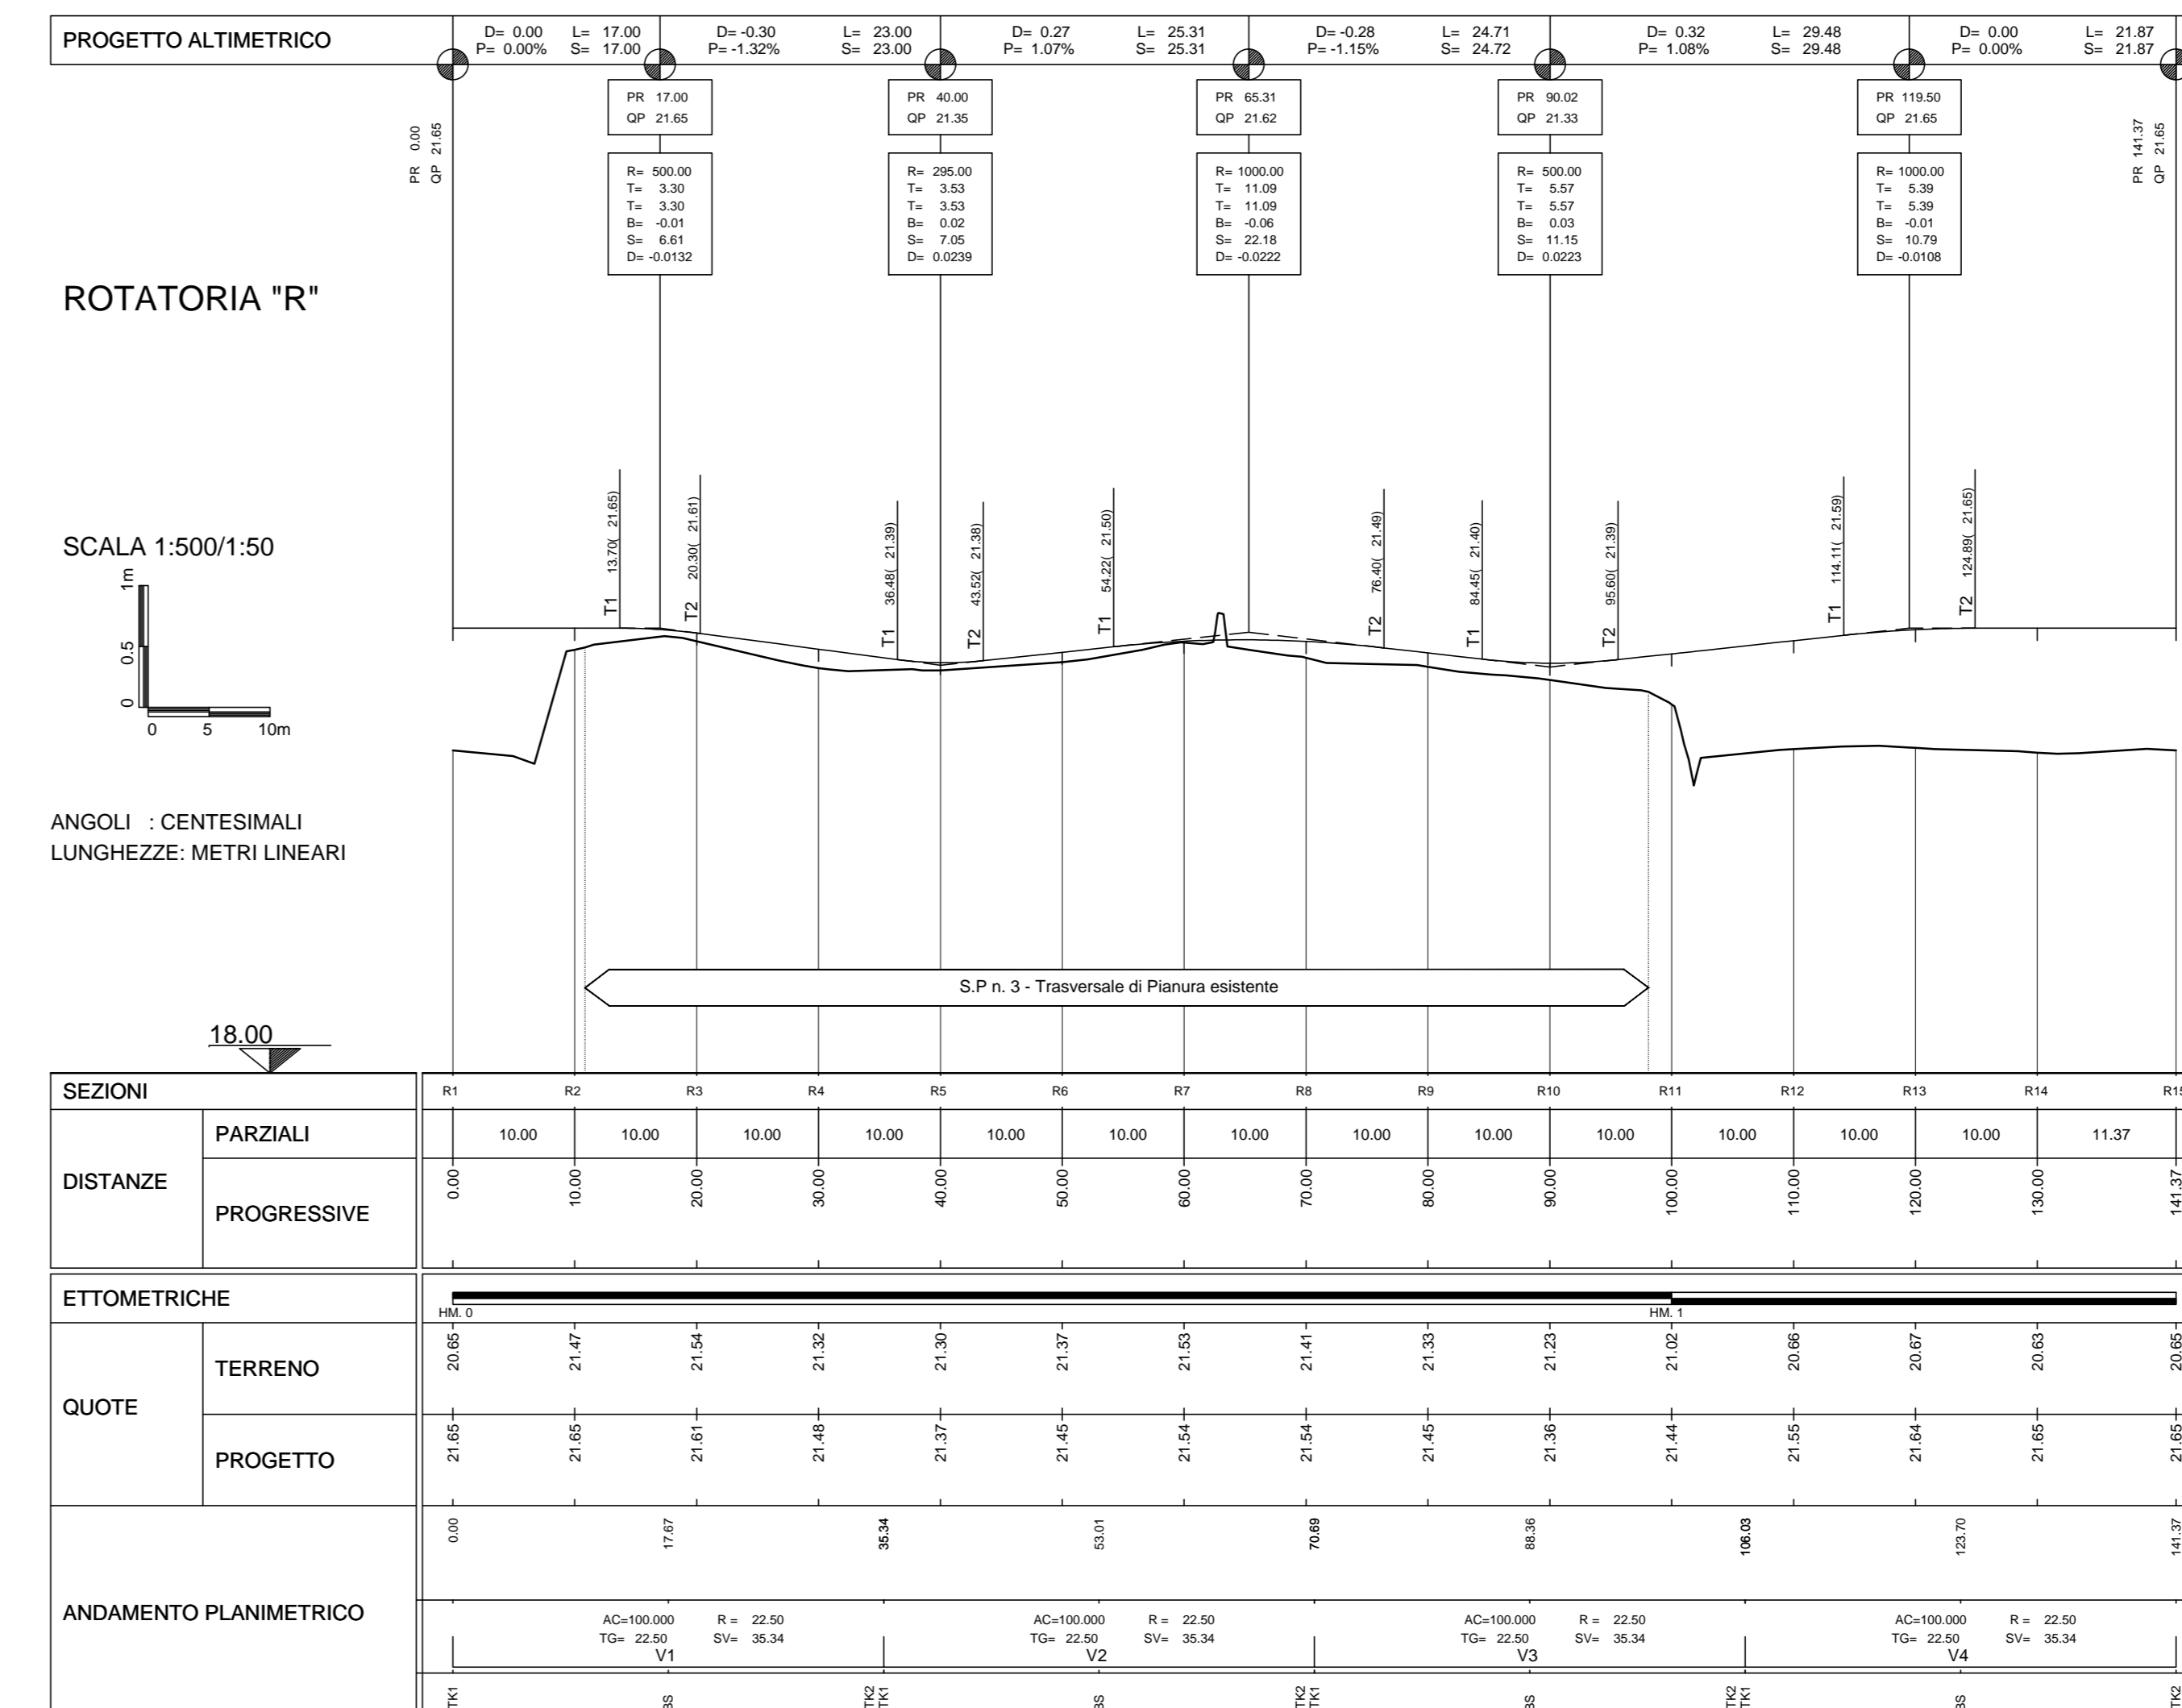 PROGETTO ALTIMETRICO
D= 0.00 L= 17.00
P= 0.00% S= 17.00
D= -0.30 L= 23.00
P= -1.32% S= 23.00
D= 0.27 L= 25.31
P= 1.07% S= 25.31
D= -0.28 L= 24.71
P= -1.15% S= 24.72
D= 0.32 L= 29.48
P= 1.08% S= 29.48
D= 0.00 L= 21.87
P= 0.00% S= 21.87
PR 0.00
QP 21.65
PR 17.00
QP 21.65
R= 500.00
T= 3.30
T= 3.30
B= -0.01
S= 6.61
D= -0.0132
PR 40.00
QP 21.35
R= 295.00
T= 3.53
T= 3.53
B= 0.02
S= 7.05
D= 0.0239
PR 65.31
QP 21.62
R= 1000.00
T= 11.09
T= 11.09
B= -0.06
S= 22.18
D= -0.0222
PR 90.02
QP 21.33
R= 500.00
T= 5.57
T= 5.57
B= 0.03
S= 11.15
D= 0.0223
PR 119.50
QP 21.65
R= 1000.00
T= 5.39
T= 5.39
B= -0.01
S= 10.79
D= -0.0108
PR 141.37
QP 21.65
ROTATORIA "R"
SCALA 1:500/1:50
1m
0.5
0
0 5 10m
T1 13.70( 21.65)
T2 20.30( 21.61)
T1 36.48( 21.39)
T2 43.52( 21.38)
T1 54.22( 21.50)
T2 76.40( 21.49)
T1 84.45( 21.40)
T2 95.60( 21.39)
T1 114.11( 21.59)
T2 124.89( 21.65)
ANGOLI : CENTESIMALI
LUNGHEZZE: METRI LINEARI
S.P n. 3 - Trasversale di Pianura esistente
18.00
SEZIONI R1 R2 R3 R4 R5 R6 R7 R8 R9 R10 R11 R12 R13 R14 R15
DISTANZE
PARZIALI 10.00 10.00 10.00 10.00 10.00 10.00 10.00 10.00 10.00 10.00 10.00 10.00 10.00 11.37
PROGRESSIVE 0.00 10.00 20.00 30.00 40.00 50.00 60.00 70.00 80.00 90.00 100.00 110.00 120.00 130.00 141.37
ETTOMETRICHE
HM. 0 HM. 1
QUOTE
TERRENO 20.65 21.47 21.54 21.32 21.30 21.37 21.53 21.41 21.33 21.23 21.02 20.66 20.67 20.63 20.65
PROGETTO 21.65 21.65 21.61 21.48 21.37 21.45 21.54 21.54 21.45 21.36 21.44 21.55 21.64 21.65 21.65
ANDAMENTO PLANIMETRICO
0.00 17.67 35.34 53.01 70.69 88.36 106.03 123.70 141.37
AC=100.000 R = 22.50
TG= 22.50 SV= 35.34
V1
AC=100.000 R = 22.50
TG= 22.50 SV= 35.34
V2
AC=100.000 R = 22.50
TG= 22.50 SV= 35.34
V3
AC=100.000 R = 22.50
TG= 22.50 SV= 35.34
V4
TK1 TK2 TK1 TK2 TK1 TK2 TK1 TK2